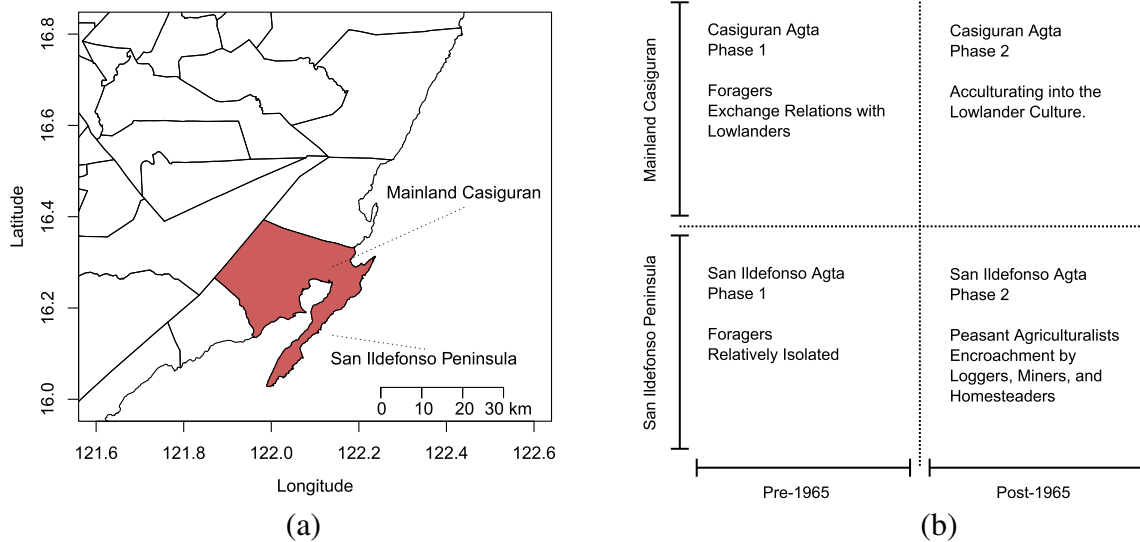 16.8
16.6
16.4
16.2
16.0
Latitude
Mainland Casiguran
San Ildefonso Peninsula
0 10 20 30 km
121.6 121.8 122.0 122.2 122.4 122.6
Longitude
(a)
Mainland Casiguran
Casiguran Agta
Phase 1
Foragers
Exchange Relations with
Lowlanders
Casiguran Agta
Phase 2
Acculturating into the
Lowlander Culture.
San Ildefonso Peninsula
San Ildefonso Agta
Phase 1
Foragers
Relatively Isolated
San Ildefonso Agta
Phase 2
Peasant Agriculturalists
Encroachment by
Loggers, Miners, and
Homesteaders
Pre-1965
Post-1965
(b)